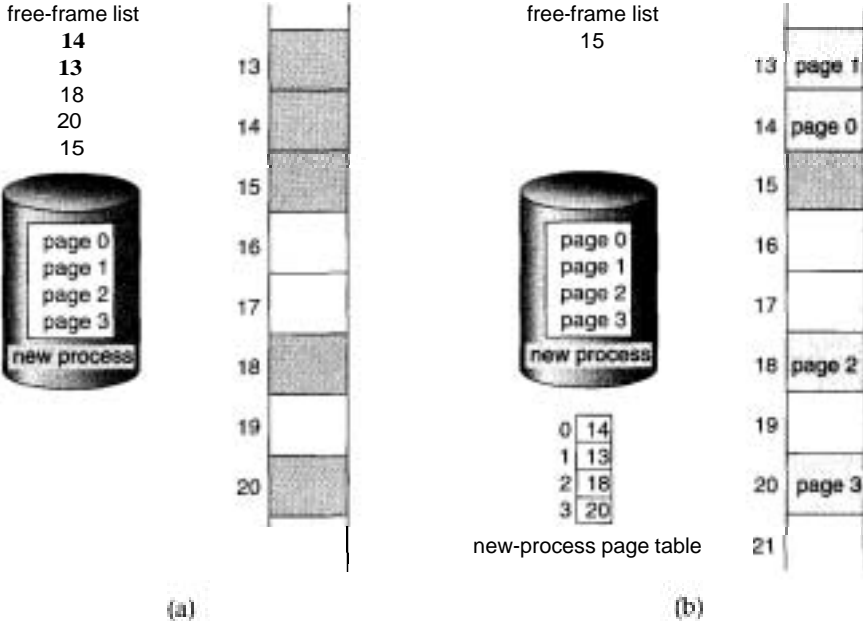 free-frame list
14
13
18
20
15
page 0
page 1
page 2
page 3
new process
13
14
15
16
17
18
19
20
(a)
free-frame list
15
page 0
page 1
page 2
page 3
new process
0 14
1 13
2 18
3 20
new-process page table
13 page 1
14 page 0
15
16
17
18 page 2
19
20 page 3
21
(b)